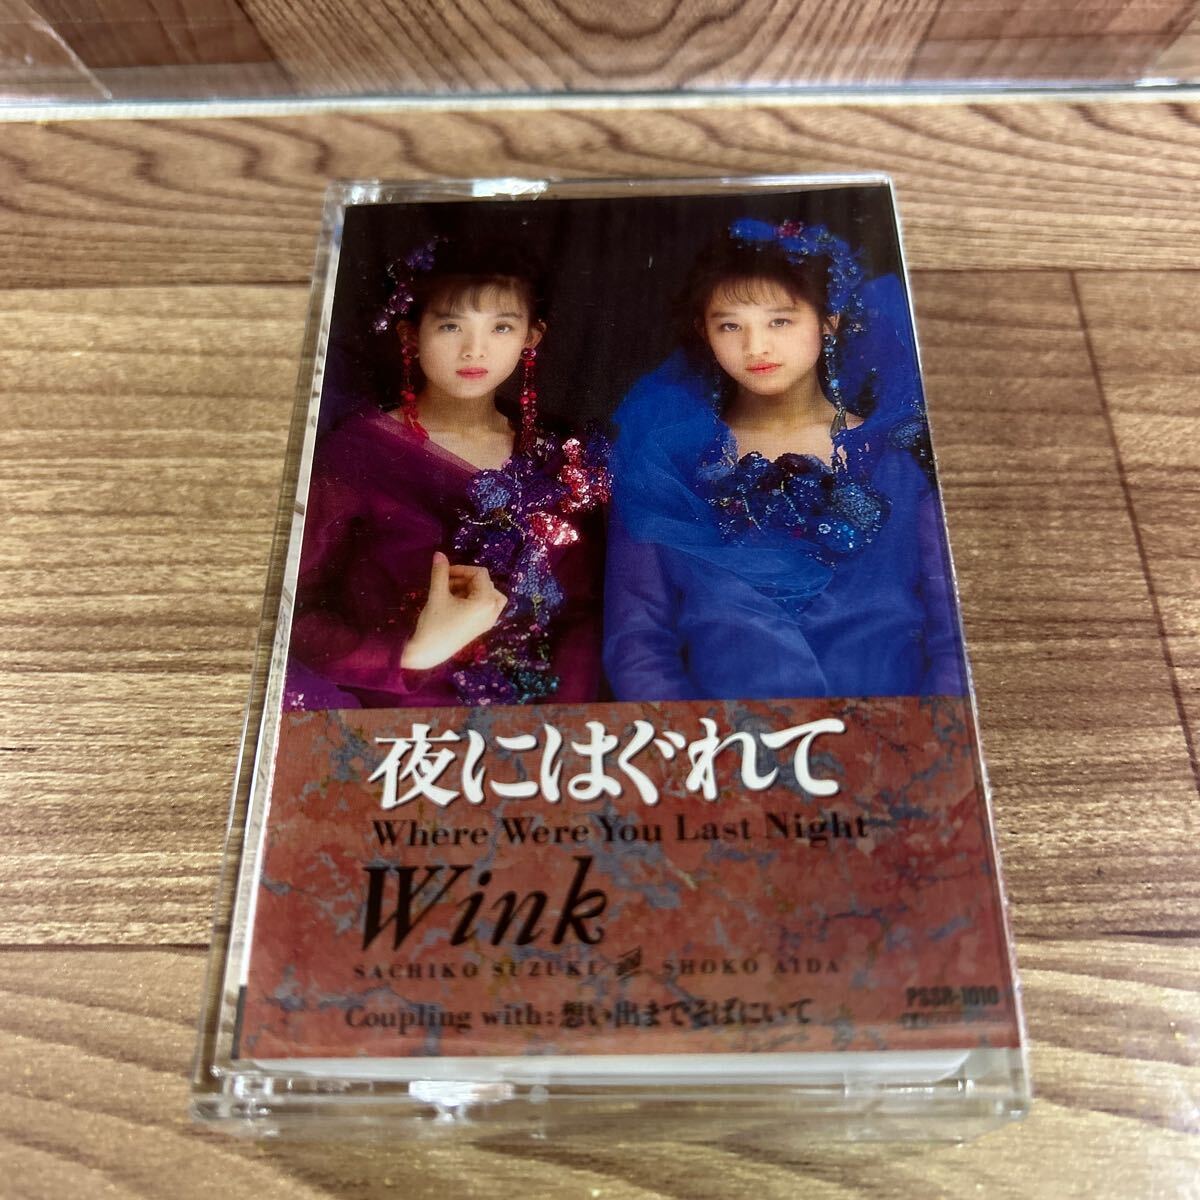 夜にはぐれて
Where Were You Last Night
Wink
SACHIKO SUZUKI SHOKO AIDA
PSSR-1010
Coupling with: 想い出までそばにいて